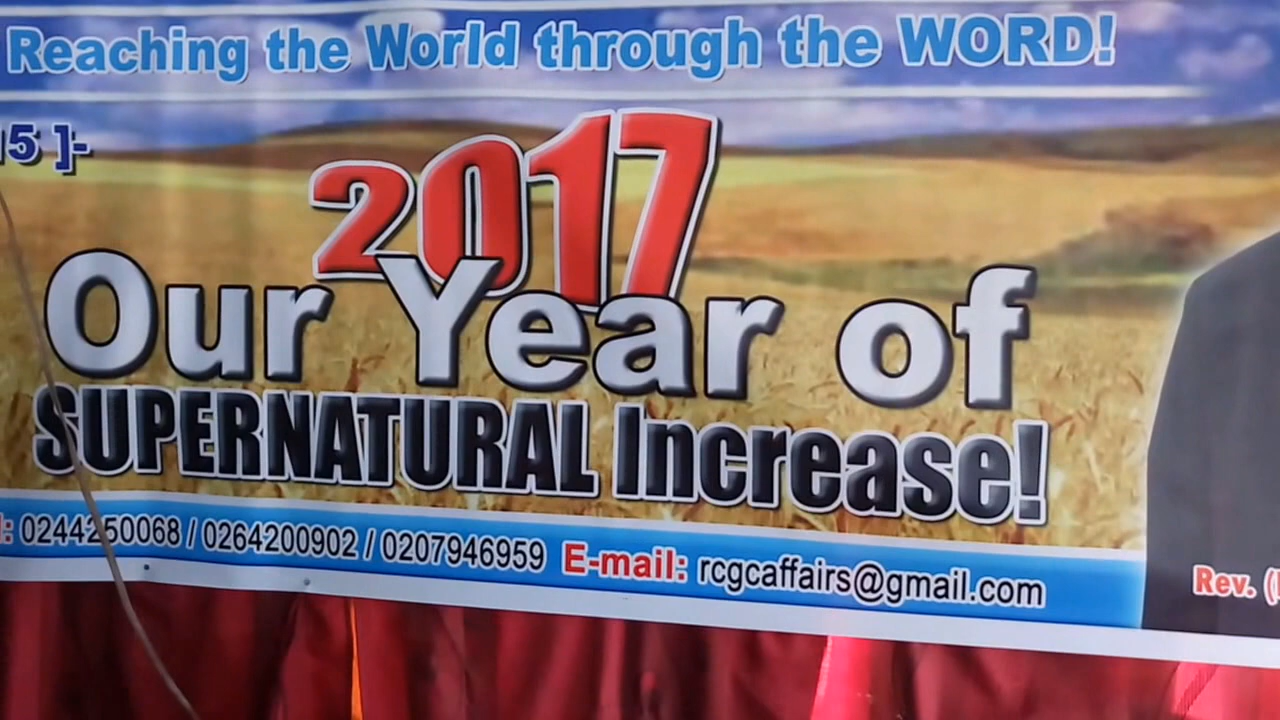 Reaching the World through the WORD!
5 ]-
2017
Our Year of
SUPERNATURAL Increase!
: 0244250068 / 0264200902 / 0207946959 E-mail: rcgcaffairs@gmail.com
Rev. (